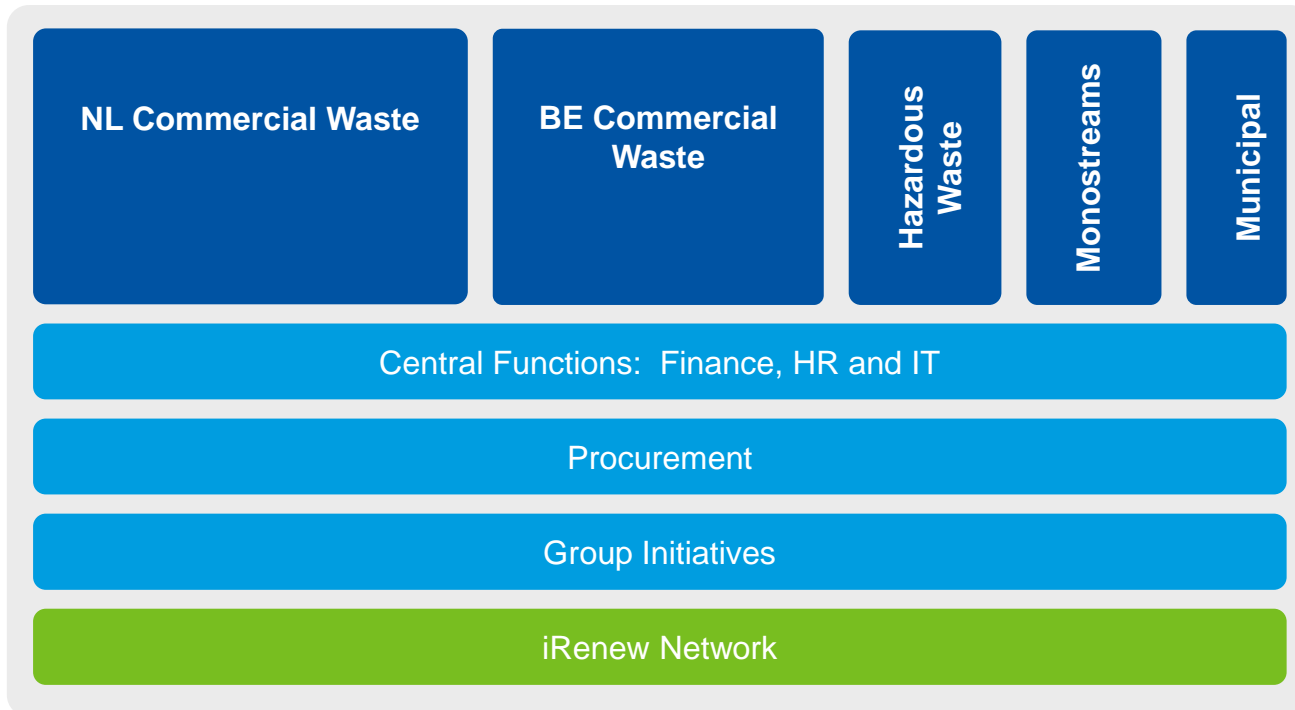 NL Commercial Waste
BE Commercial
Waste
Hazardous
Waste
Monostreams
Municipal
Central Functions:  Finance, HR and IT
Procurement
Group Initiatives
iRenew Network